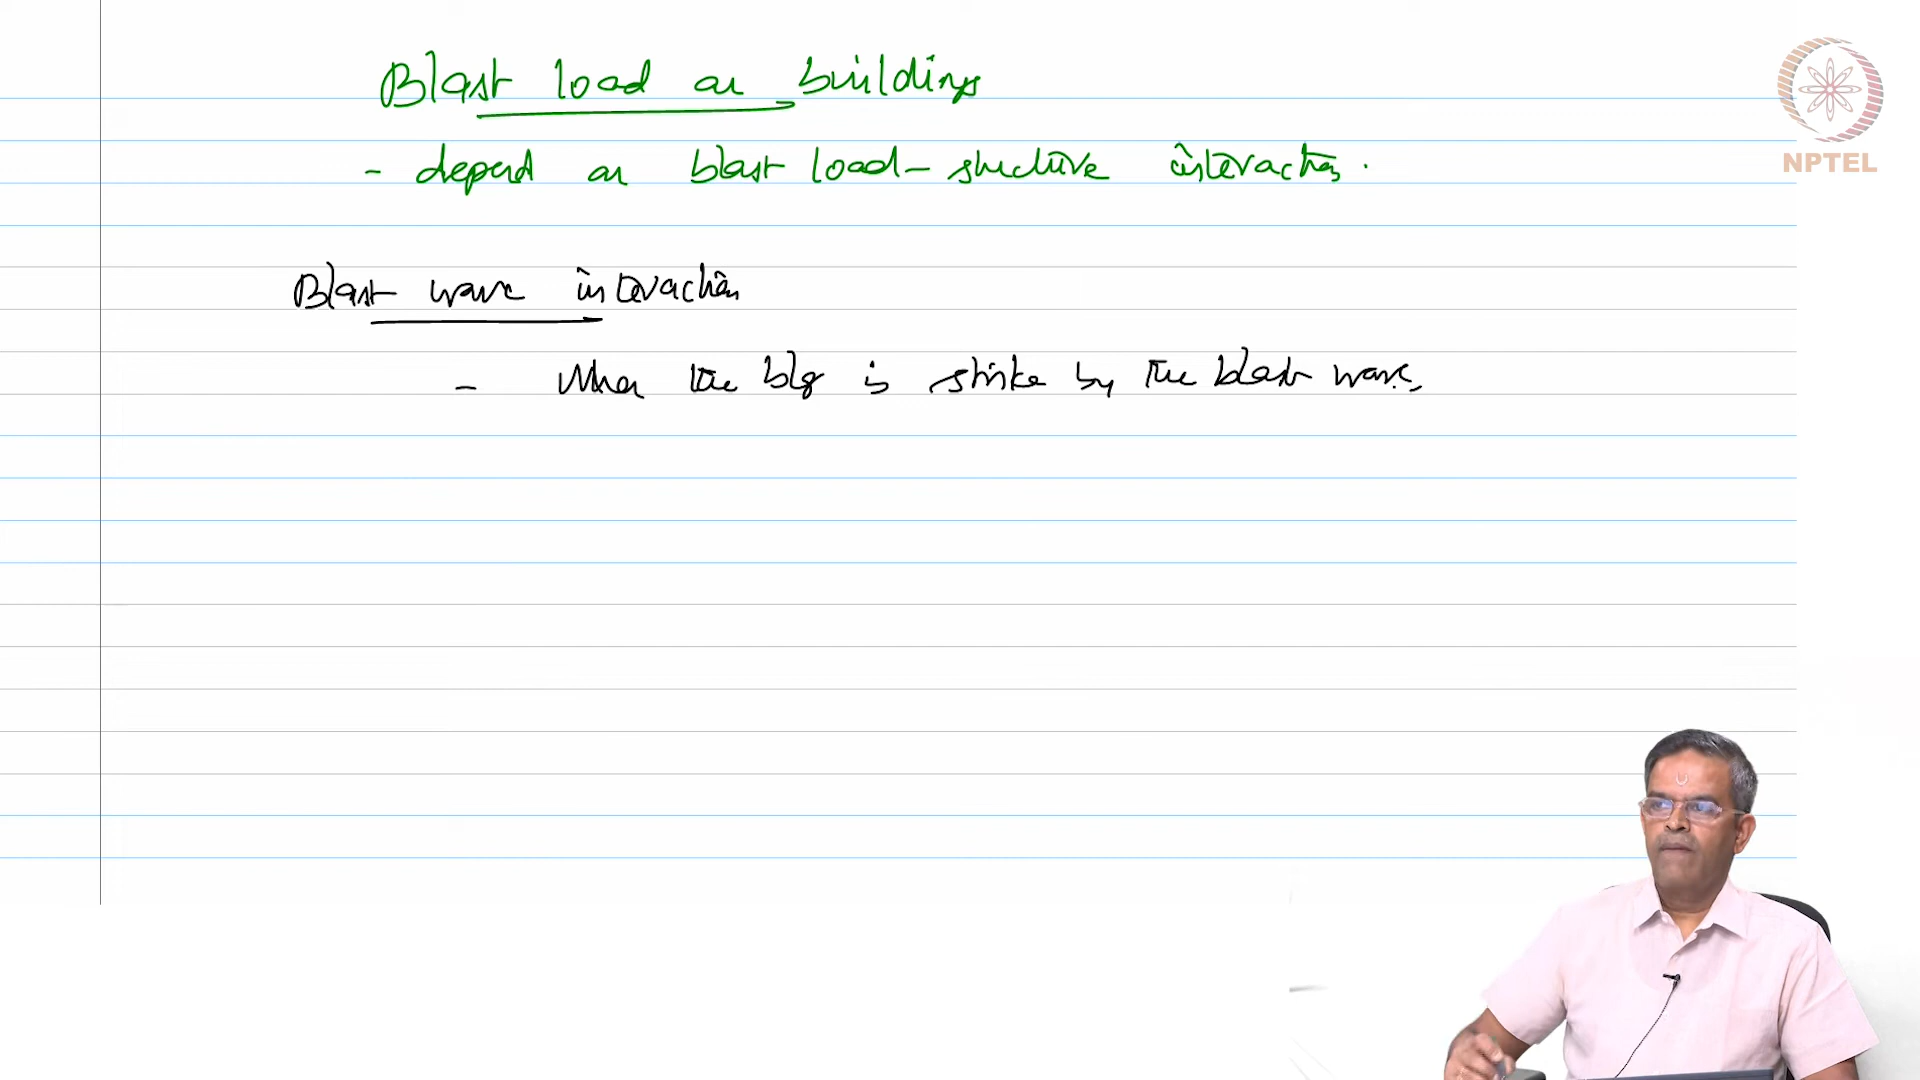 Blast load on buildings
NPTEL
- depend on blast load-structure interaction.
Blast wave interaction
- When the blg is strike by the blast wave,